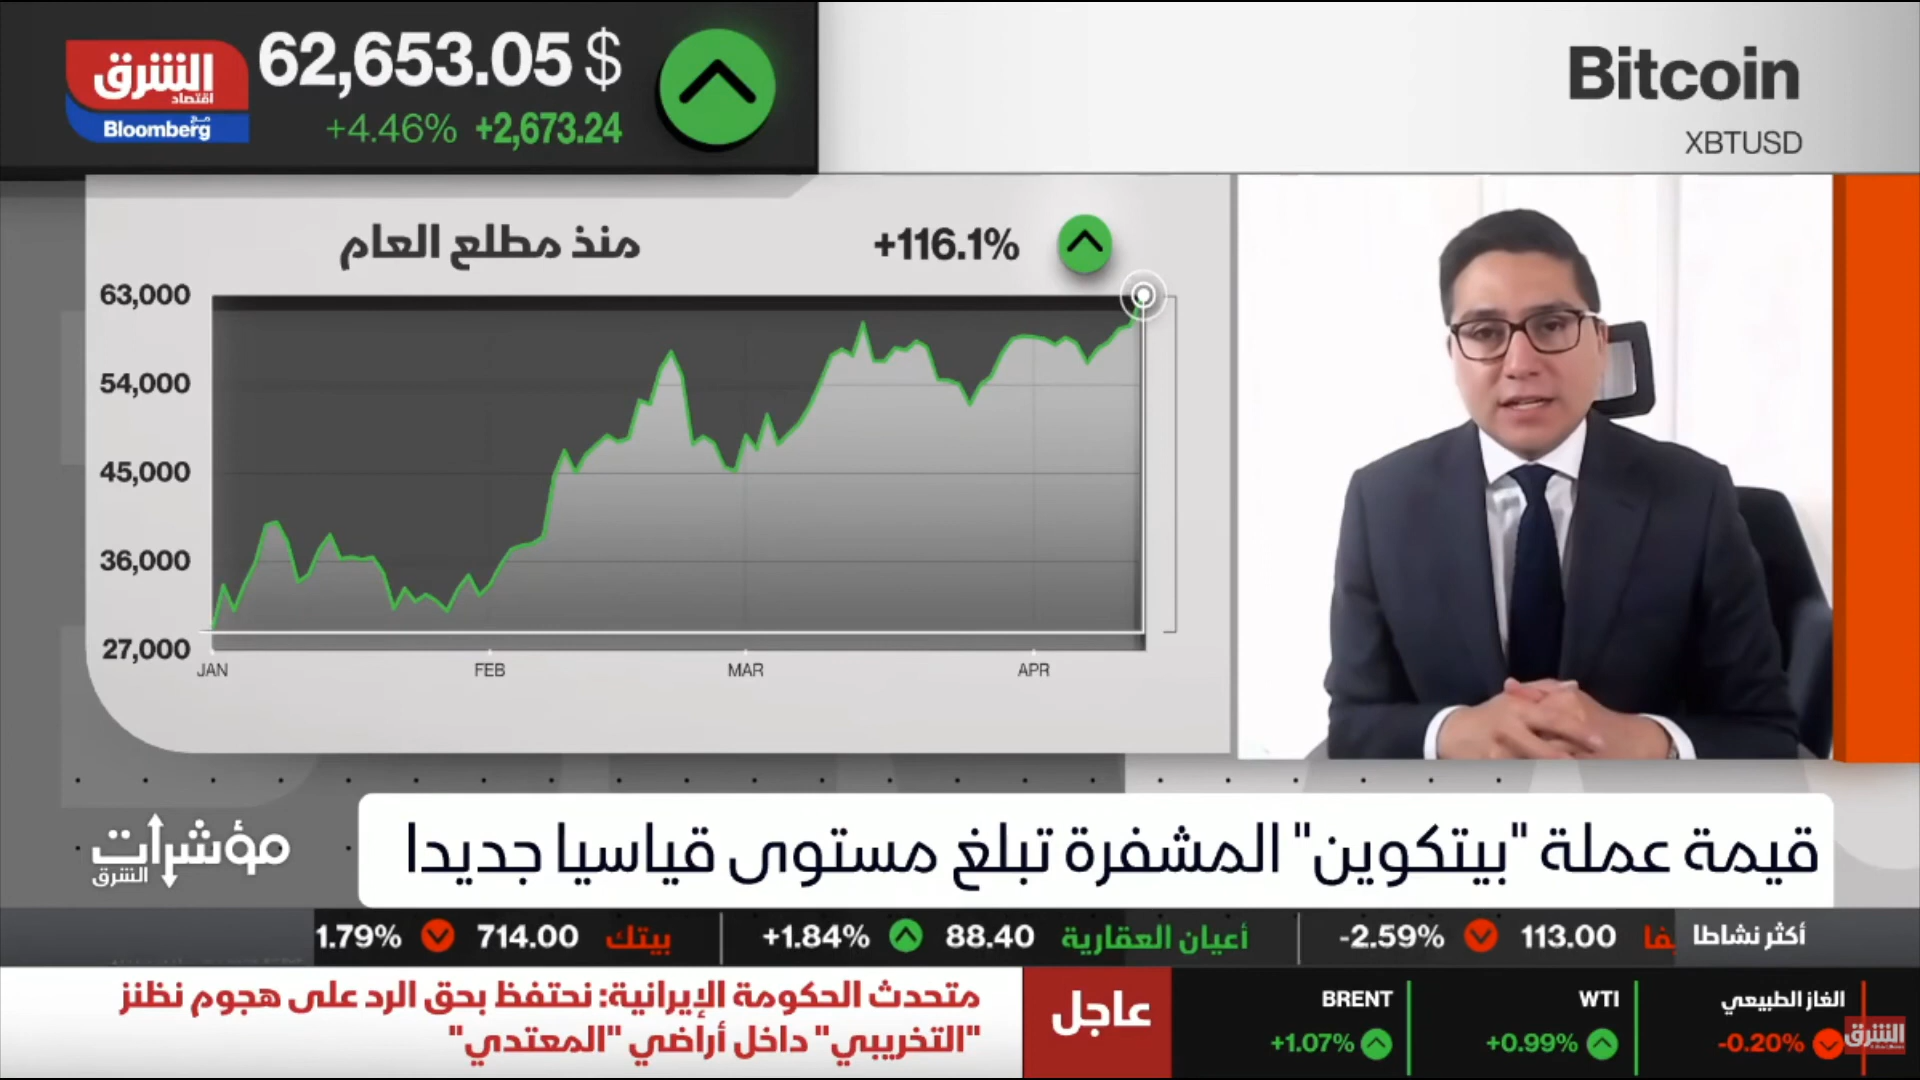 الشرق
اقتصاد
مع
Bloomberg
62,653.05 $
+4.46% +2,673.24
Bitcoin
XBTUSD
منذ مطلع العام
+116.1%
63,000
54,000
45,000
36,000
27,000
JAN FEB MAR APR
قيمة عملة "بيتكوين" المشفرة تبلغ مستوى قياسيا جديدا
مؤشرات
الشرق
أكثر نشاطا
113.00 -2.59%
أعيان العقارية 88.40 +1.84%
بيتك 714.00 1.79%
الغاز الطبيعي
-0.20%
WTI
+0.99%
BRENT
+1.07%
عاجل
متحدث الحكومة الإيرانية: نحتفظ بحق الرد على هجوم نظنز
"التخريبي" داخل أراضي "المعتدي"
الشرق